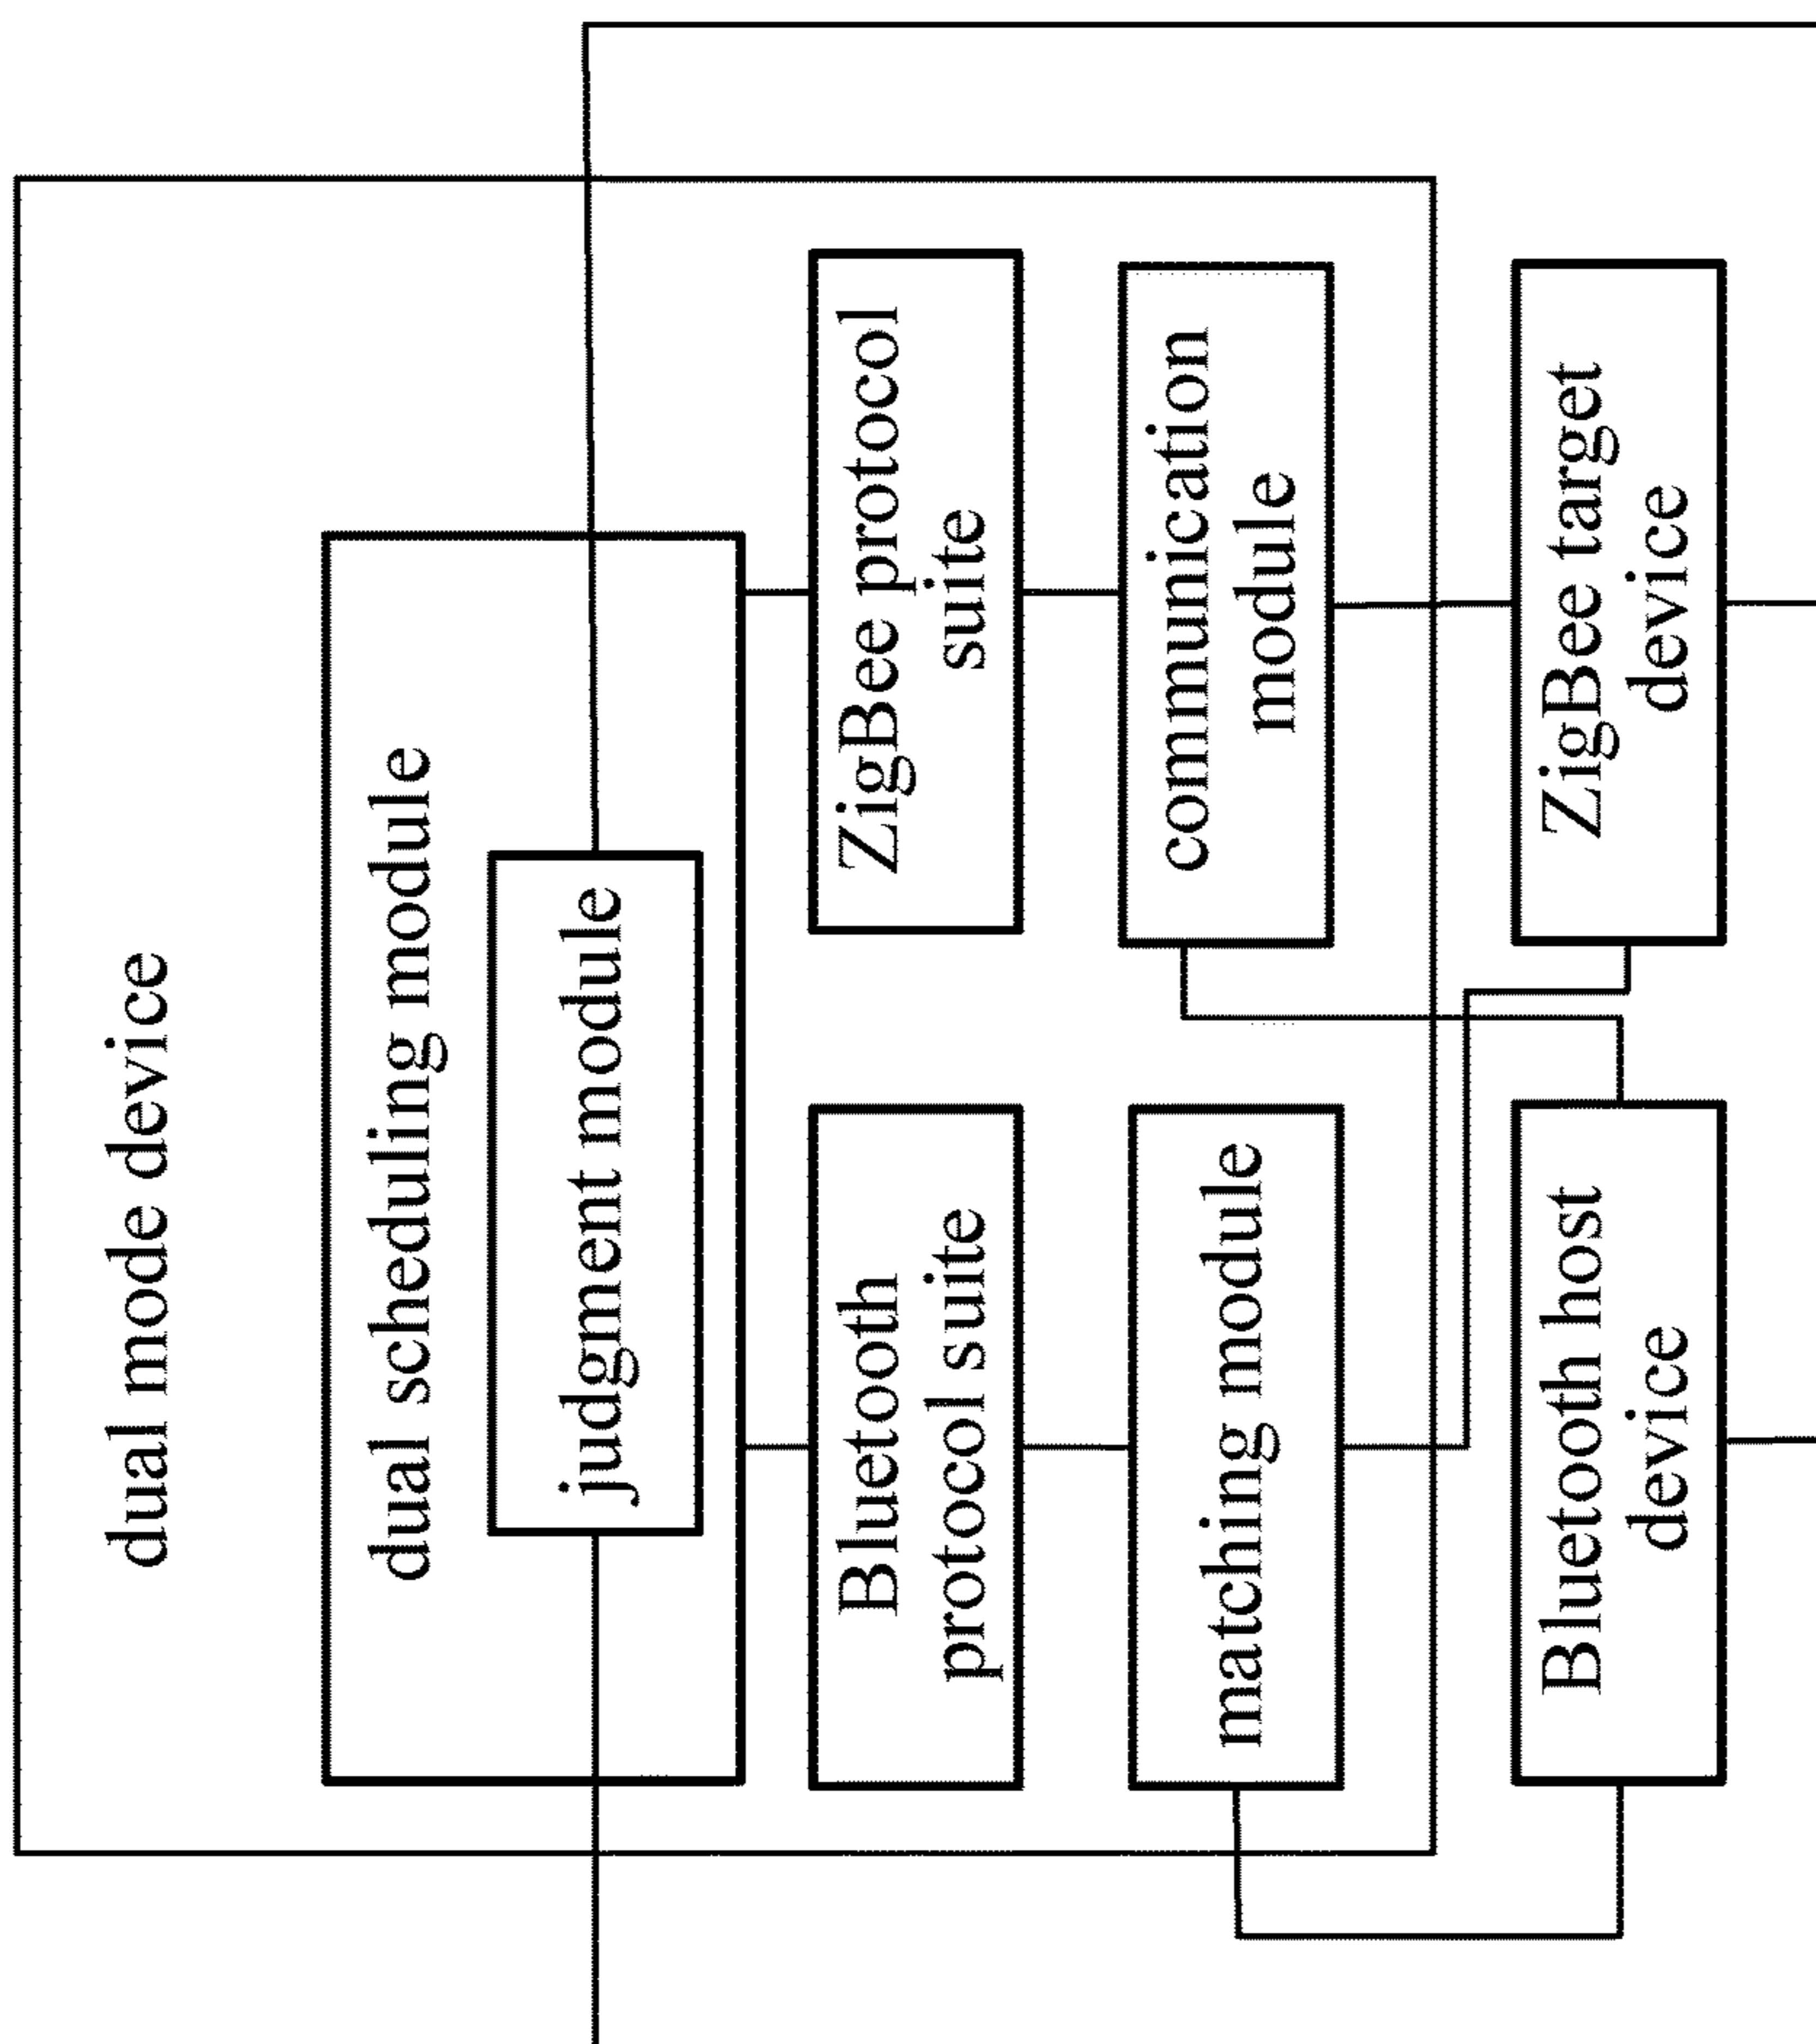 dual mode device
dual scheduling module
judgment module
Bluetooth
protocol suite
ZigBee protocol
suite
matching module
communication
module
Bluetooth host
device
ZigBee target
device